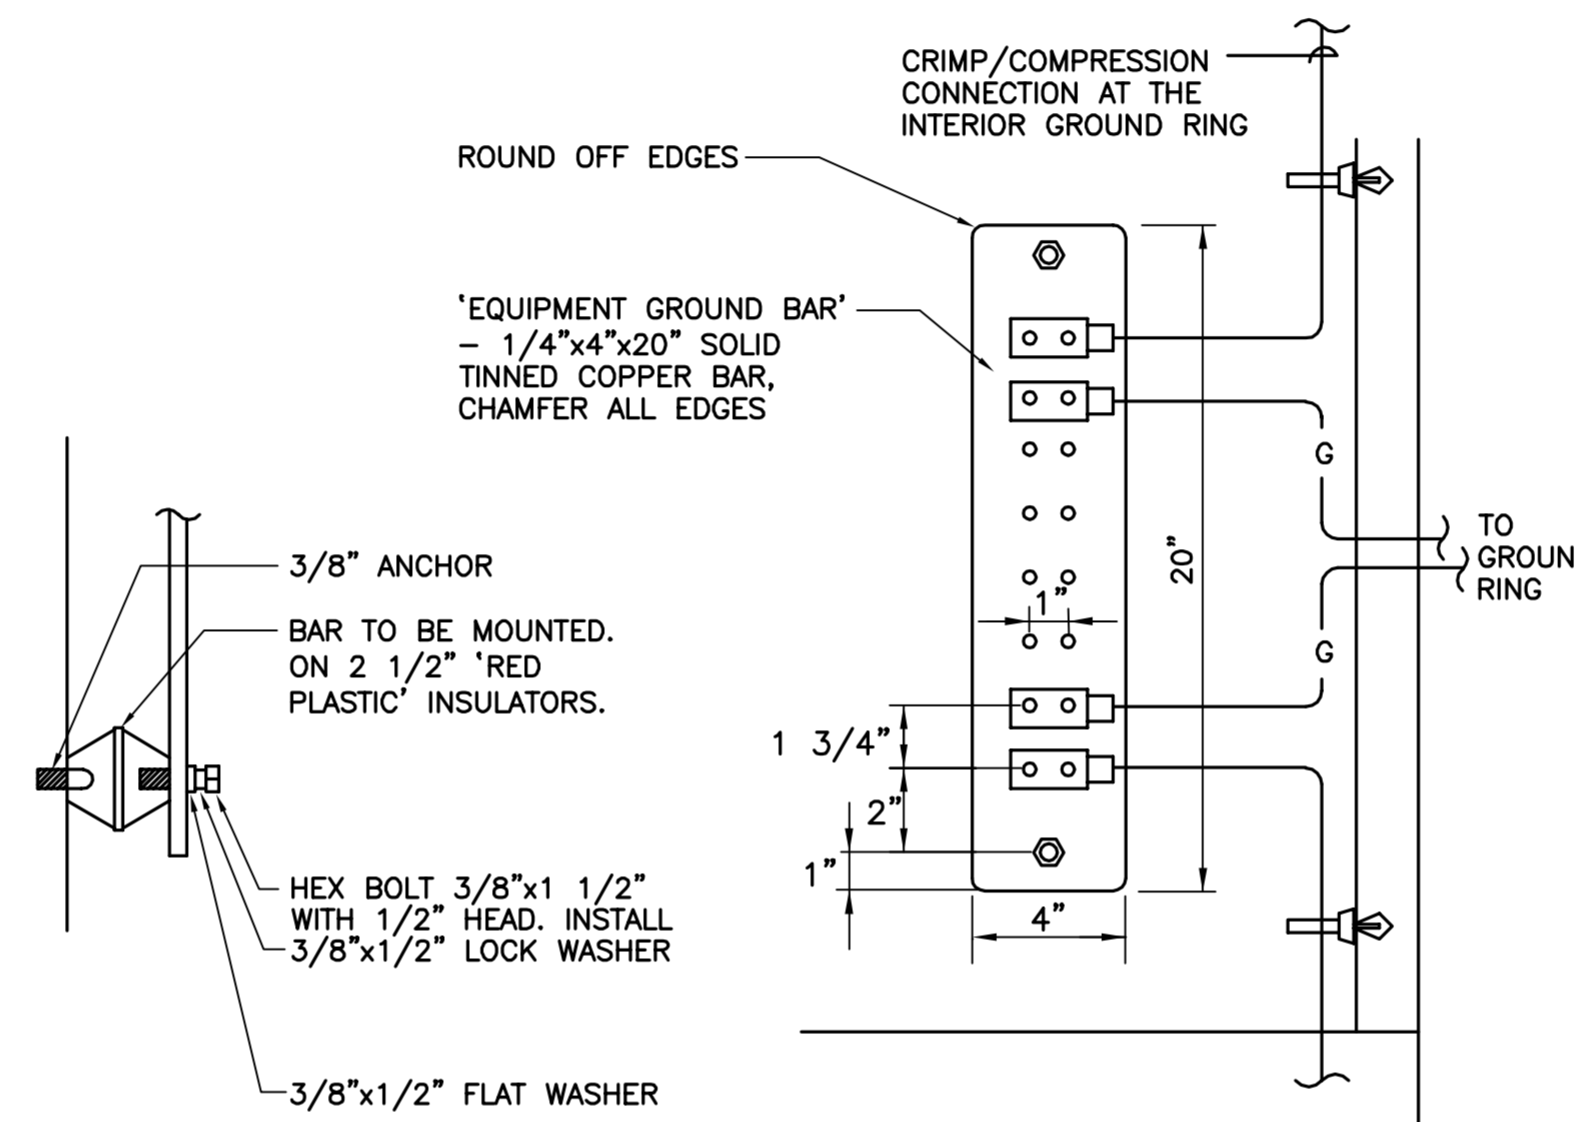 CRIMP/COMPRESSION
CONNECTION AT THE
INTERIOR GROUND RING
ROUND OFF EDGES
‘EQUIPMENT GROUND BAR’
– 1/4”x4”x20” SOLID
TINNED COPPER BAR,
CHAMFER ALL EDGES
G
TO
GROUN
RING
20”
3/8” ANCHOR
1”
BAR TO BE MOUNTED.
ON 2 1/2” ‘RED
PLASTIC’ INSULATORS.
G
1 3/4”
2”
1”
4”
HEX BOLT 3/8”x1 1/2”
WITH 1/2” HEAD. INSTALL
3/8”x1/2” LOCK WASHER
3/8”x1/2” FLAT WASHER